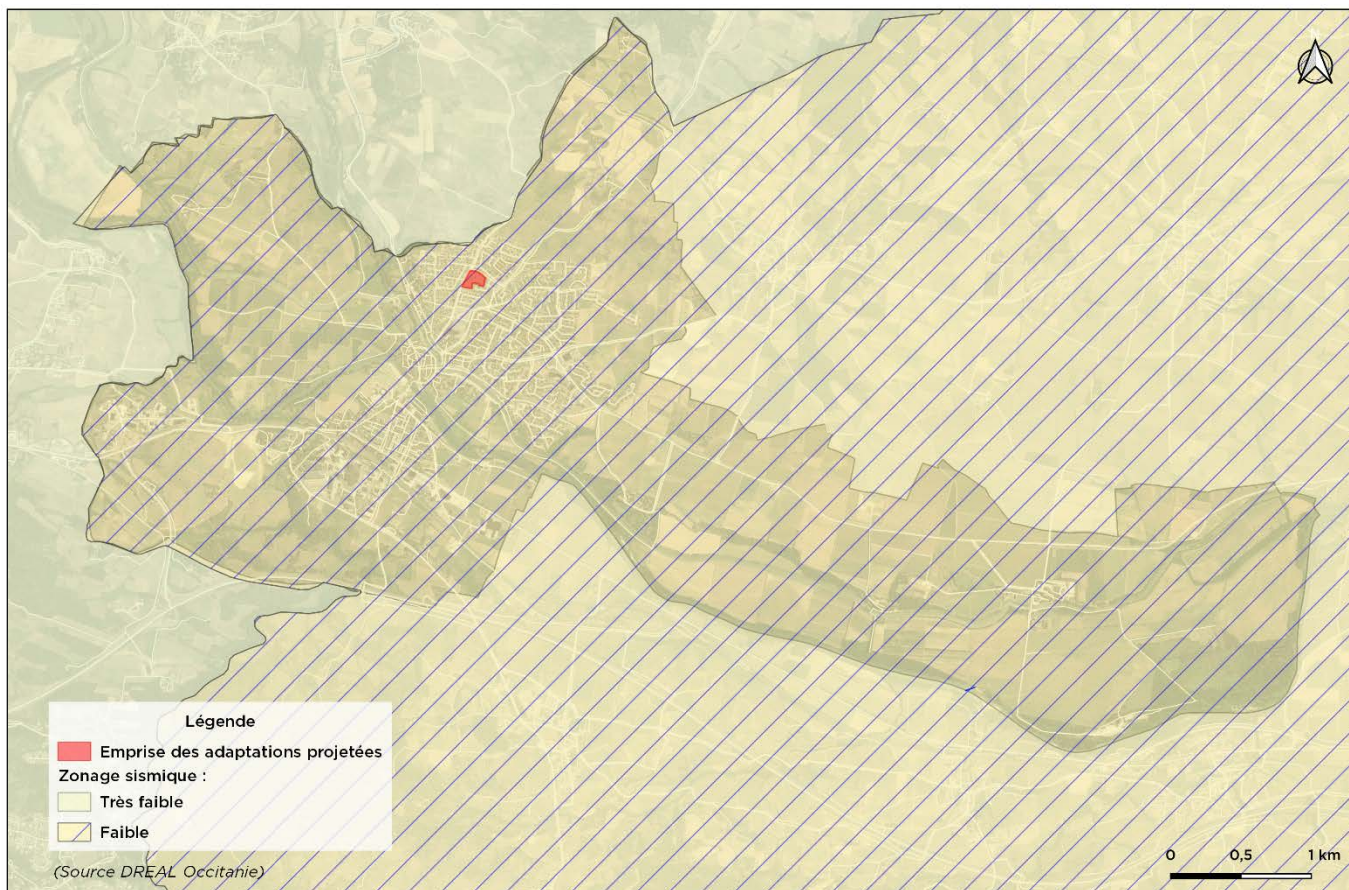 Légende
Emprise des adaptations projetées
Zonage sismique :
Très faible
Faible
(Source DREAL Occitanie)
0 0,5 1 km